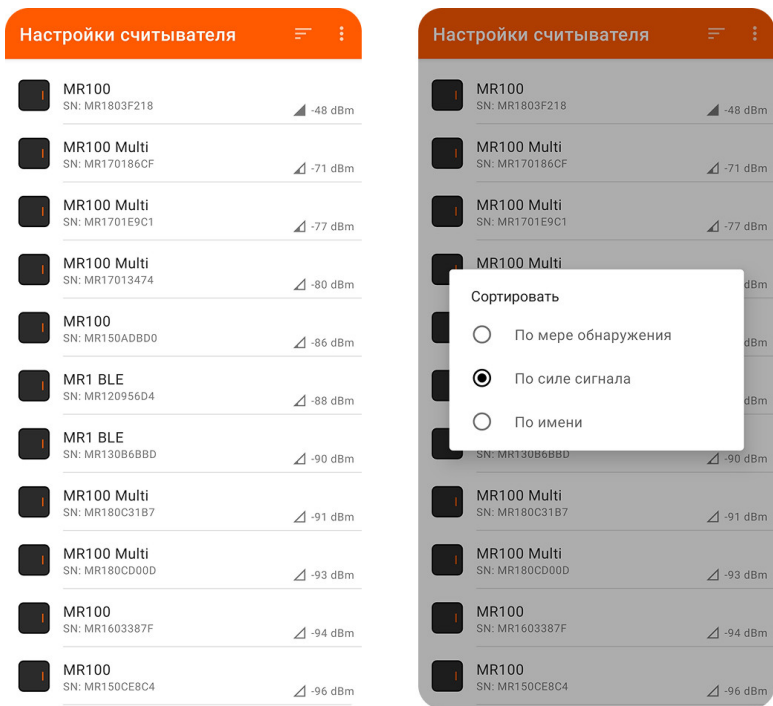 Настройки считывателя
MR100
SN: MR1803F218
-48 dBm
MR100 Multi
SN: MR170186CF
-71 dBm
MR100 Multi
SN: MR1701E9C1
-77 dBm
MR100 Multi
SN: MR17013474
-80 dBm
MR100
SN: MR150ADBD0
-86 dBm
MR1 BLE
SN: MR120956D4
-88 dBm
MR1 BLE
SN: MR130B6BBD
-90 dBm
MR100 Multi
SN: MR180C31B7
-91 dBm
MR100 Multi
SN: MR180CD00D
-93 dBm
MR100
SN: MR1603387F
-94 dBm
MR100
SN: MR150CE8C4
-96 dBm
Настройки считывателя
MR100
SN: MR1803F218
-48 dBm
MR100 Multi
SN: MR170186CF
-71 dBm
MR100 Multi
SN: MR1701E9C1
-77 dBm
MR100 Multi
dBm
Сортировать
По мере обнаружения
dBm
По силе сигнала
dBm
По имени
SN: MR130B6BBD
-90 dBm
MR100 Multi
SN: MR180C31B7
-91 dBm
MR100 Multi
SN: MR180CD00D
-93 dBm
MR100
SN: MR1603387F
-94 dBm
MR100
SN: MR150CE8C4
-96 dBm